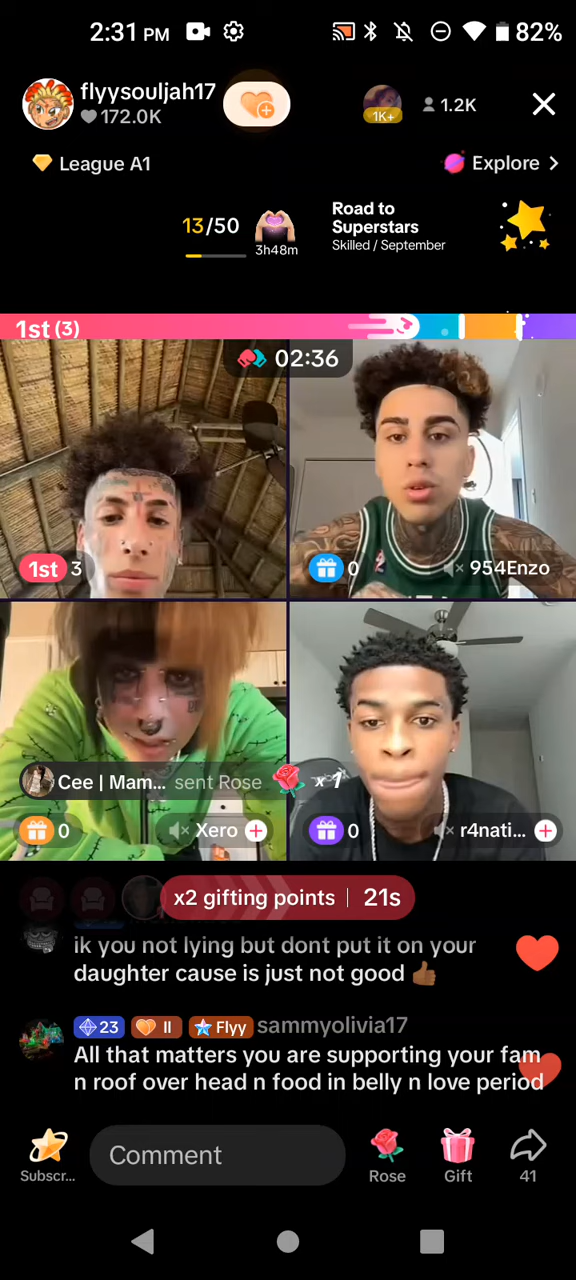 2:31 PM
82%
flyysouljah17
172.0K
1K+
1.2K
League A1
Explore
13/50
3h48m
Road to
Superstars
Skilled / September
1st (3)
02:36
1st 3
0
954Enzo
Cee | Mam... sent Rose
x 1
0
Xero
0
r4nati...
x2 gifting points | 21s
ik you not lying but dont put it on your
daughter cause is just not good 👍🏾
23 II Flyy sammyolivia17
All that matters you are supporting your fam
n roof over head n food in belly n love period
Subscr...
Comment
Rose
Gift
41